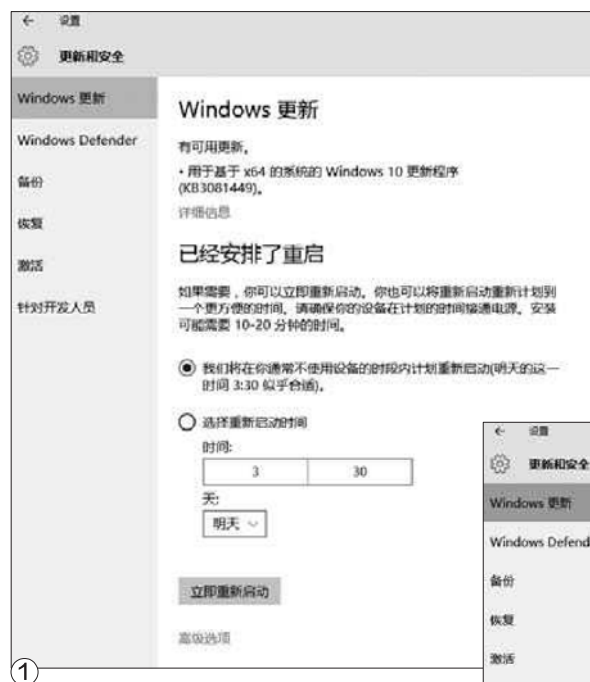 ← 设置
更新和安全
Windows 更新
Windows Defender
备份
恢复
激活
针对开发人员
Windows 更新
有可用更新。
• 用于基于 x64 的系统的 Windows 10 更新程序
(KB3081449)。
详细信息
已经安排了重启
如果需要，你可以立即重新启动。你也可以将重新启动重新计划到
一个更方便的时间。请确保你的设备在计划的时间接通电源。安装
可能需要 10-20 分钟的时间。
我们将在你通常不使用设备的时段内计划重新启动(明天的这一
时间 3:30 似乎合适)。
选择重新启动时间
时间:
3 30
天:
明天
立即重新启动
高级选项
①
← 设置
更新和安全
Windows 更新
Windows Defend
备份
恢复
激活